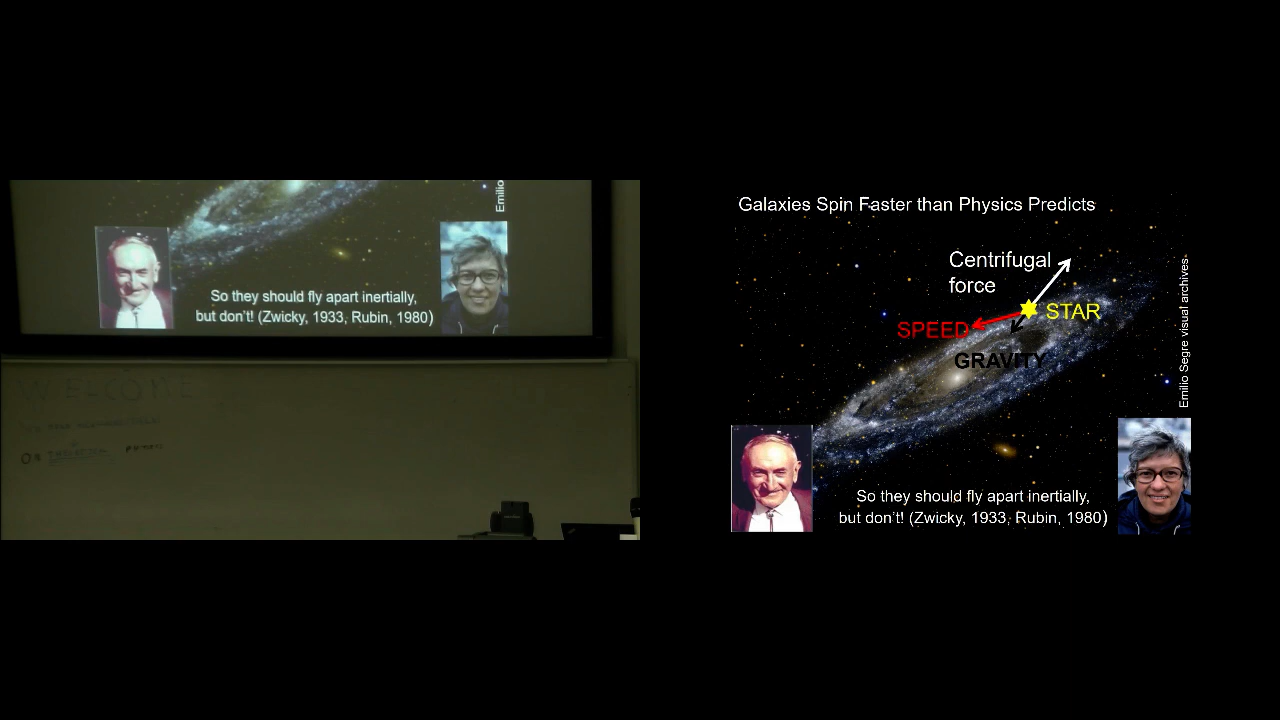 Emilio
So they should fly apart inertially,
but don't! (Zwicky, 1933, Rubin, 1980)
WELCOME
Galaxies Spin Faster than Physics Predicts
Centrifugal
force
STAR
SPEED
GRAVITY
Emilio Segre visual archives
So they should fly apart inertially,
but don't! (Zwicky, 1933, Rubin, 1980)